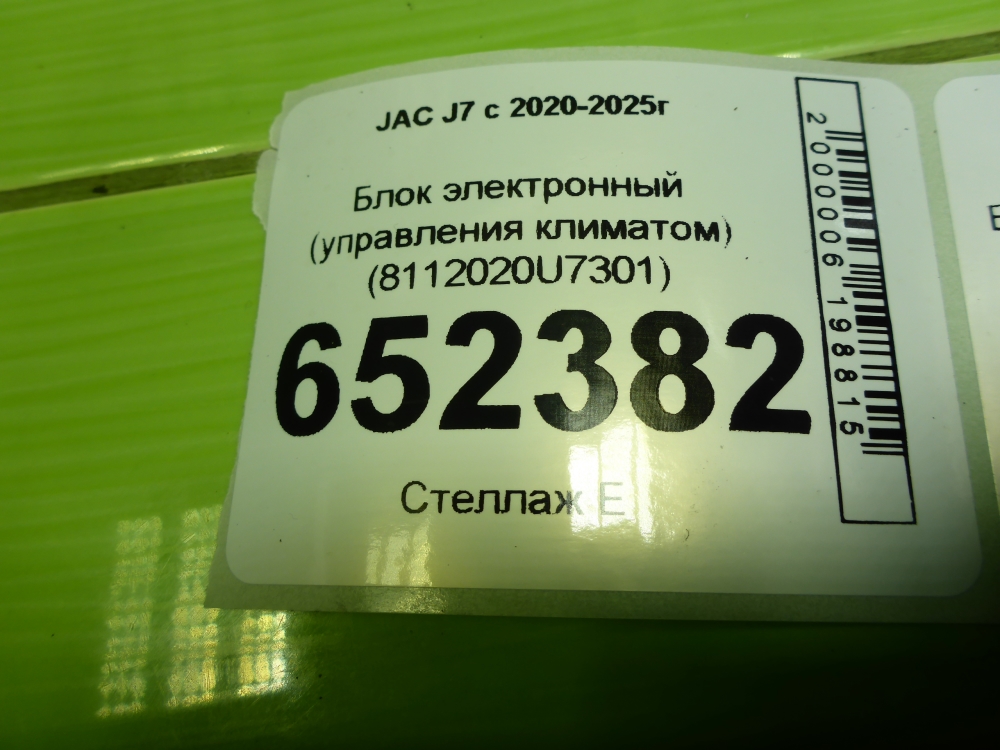 JAC J7 с 2020-2025г
Блок электронный
(управления климатом)
(8112020U7301)
652382
Стеллаж Е
2000006198815